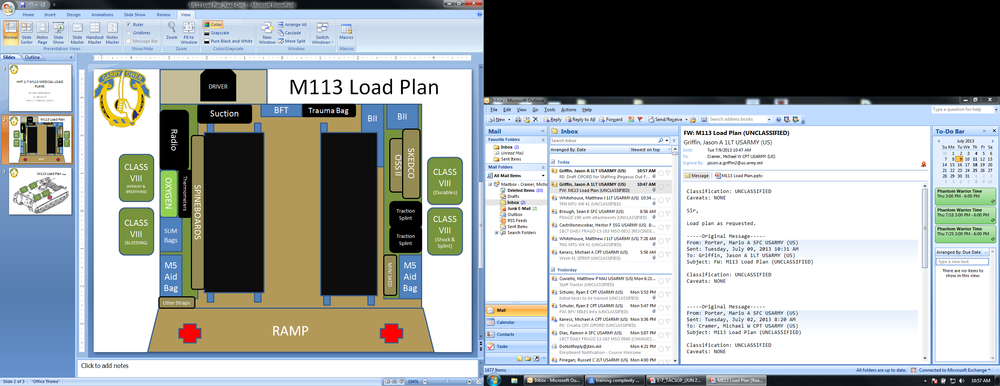 M113 Load Plan [Read-Only] - Microsoft PowerPoint
Home Insert Design Animations Slide Show Review View
Normal
Slide Sorter
Notes Page
Slide Show
Slide Master
Handout Master
Notes Master
Presentation Views
Ruler
Gridlines
Message Bar
Show/Hide
Zoom
Fit to Window
Zoom
Color
Grayscale
Pure Black and White
Color/Grayscale
New Window
Arrange All
Cascade
Move Split
Switch Windows
Window
Macros
Macros
Slides Outline
1
HHT 1-7 M113 MEDICAL LOAD
PLANS
BY SGT TIEFENBRUN
w/ advice of
HHT 1-7 MEDICAL NCO'S
2
M113 Load Plan
RAMP
3
M113 Load Plan (Top)
GARRY OWEN
DRIVER
M113 Load Plan
Suction
BFT
Trauma Bag
BII
BII
Radio
SKEDCO
OSS II
CLASS
VIII
(AIRWAY &
BREATHING)
OXYGEN
Thermometers
SPINEBOARDS
CLASS
VIII
(Durables)
Traction
Splint
Traction
Splint
CLASS
VIII
(BLEEDING)
SLIM
Bags
CLASS
VIII
(Shock &
Splint)
M5
Aid
Bag
MINI SKED
M5
Aid
Bag
Litter Straps
RAMP
Click to add notes
Slide 2 of 3 "Office Theme" 104%
Inbox - Microsoft Outlook
File Edit View Go Tools Actions Help
Type a question for help
New Reply Reply to All Forward Send/Receive Search address books
Mail
Favorite Folders
Inbox (2)
Unread Mail
Sent Items
Mail Folders
All Mail Items
Mailbox - Cramer, Micha
Deleted Items (33)
Drafts
Inbox (2)
Junk E-Mail [2]
Outbox
RSS Feeds
Sent Items
Search Folders
Mail
Calendar
Contacts
Tasks
Inbox
Search Inbox
Arranged By: Date Newest on top
Today
Griffin, Jason A 1LT USARMY (US) 10:57 AM
RE: Draft OPORD for Staffing (Pegasus Out F...
Griffin, Jason A 1LT USARMY (US) 10:47 AM
FW: M113 Load Plan (UNCLASSIFIED)
Whitehouse, Matthew J 1LT USARMY (US) 10:34 ...
TRN MTG WK 41 (UNCLASSIFIED)
Brough, Sean K SFC USARMY (US) 8:56 AM
FRAGO 190 with attachments (UNCLASSIFIED)
Castrillonescobar, Hector F SSG USARMY (US) 8:...
1BCT DAILY FRAGO 13-183 MSO 0832 [RESCINDE...
Whitehouse, Matthew J 1LT USARMY (US) 7:28 AM
TNG MTG WK 41 (UNCLASSIFIED)
Kaness, Michael A CPT USARMY (US) 5:58 AM
Week 41 SITREP (UNCLASSIFIED)
Yesterday
Cuviello, Matthew P MAJ USARMY (US) Mon 6:21...
Staff Tracker (UNCLASSIFIED)
Schuler, Ryan E CPT USARMY (US) Mon 5:53 PM
Initial tasks to be trained (UNCLASSIFIED)
Schuler, Ryan E CPT USARMY (US) Mon 5:47 PM
FW: BFV MILES Info (UNCLASSIFIED)
Kaness, Michael A CPT USARMY (US) Mon 5:36 PM
RE: Croatia CPX OPORD (UNCLASSIFIED)
Dias, Ramon A SFC USARMY (US) Mon 5:07 PM
1BCT DAILY FRAGO 13-183 MSO 0840 [CHANGE2...
DoNotReply@jten.mil Mon 4:21 PM
Enrollment Notification - Course Welcome
Finegan, Russell C 2LT USARMY (US) Mon 4:00 PM
FW: M113 Load Plan (UNCLASSIFIED)
Griffin, Jason A 1LT USARMY (US)
Sent: Tue 7/9/2013 10:47 AM
To: Cramer, Michael W CPT USARMY (US)
Signed By: jason.a.griffin2@us.army.mil
Message M113 Load Plan.pptx
Classification: UNCLASSIFIED
Caveats: NONE
Sir,
Load plan as requested.
-----Original Message-----
From: Porter, Mario A SFC USARMY (US)
Sent: Tuesday, July 09, 2013 10:31 AM
To: Griffin, Jason A 1LT USARMY (US)
Subject: FW: M113 Load Plan (UNCLASSIFIED)
Classification: UNCLASSIFIED
Caveats: NONE
-----Original Message-----
From: Porter, Mario A SFC USARMY (US)
Sent: Tuesday, July 02, 2013 8:20 AM
To: Cramer, Michael W CPT USARMY (US)
Subject: M113 Load Plan (UNCLASSIFIED)
Classification: UNCLASSIFIED
Caveats: NONE
To-Do Bar
July 2013
Su Mo Tu We Th Fr Sa
30 1 2 3 4 5 6
7 8 9 10 11 12 13
14 15 16 17 18 19 20
21 22 23 24 25 26 27
28 29 30 31 1 2 3
4 5 6 7 8 9 10
Phantom Warrior Time
Thu 3:00 PM - 6:00 PM
Phantom Warrior Time
Thu 7/18 3:00 PM - 6:00 PM
Phantom Warrior Time
Thu 7/25 3:00 PM - 6:00 PM
Arranged By: Due Date
Type a new task
There are no items to
show in this view.
1877 Items All folders are up to date. Connected to Microsoft Exchange
Inbox - Microsoft Ou... training complexity ... 1-7_TACSOP_(JUN 2... M113 Load Plan [Rea... 10:57 AM